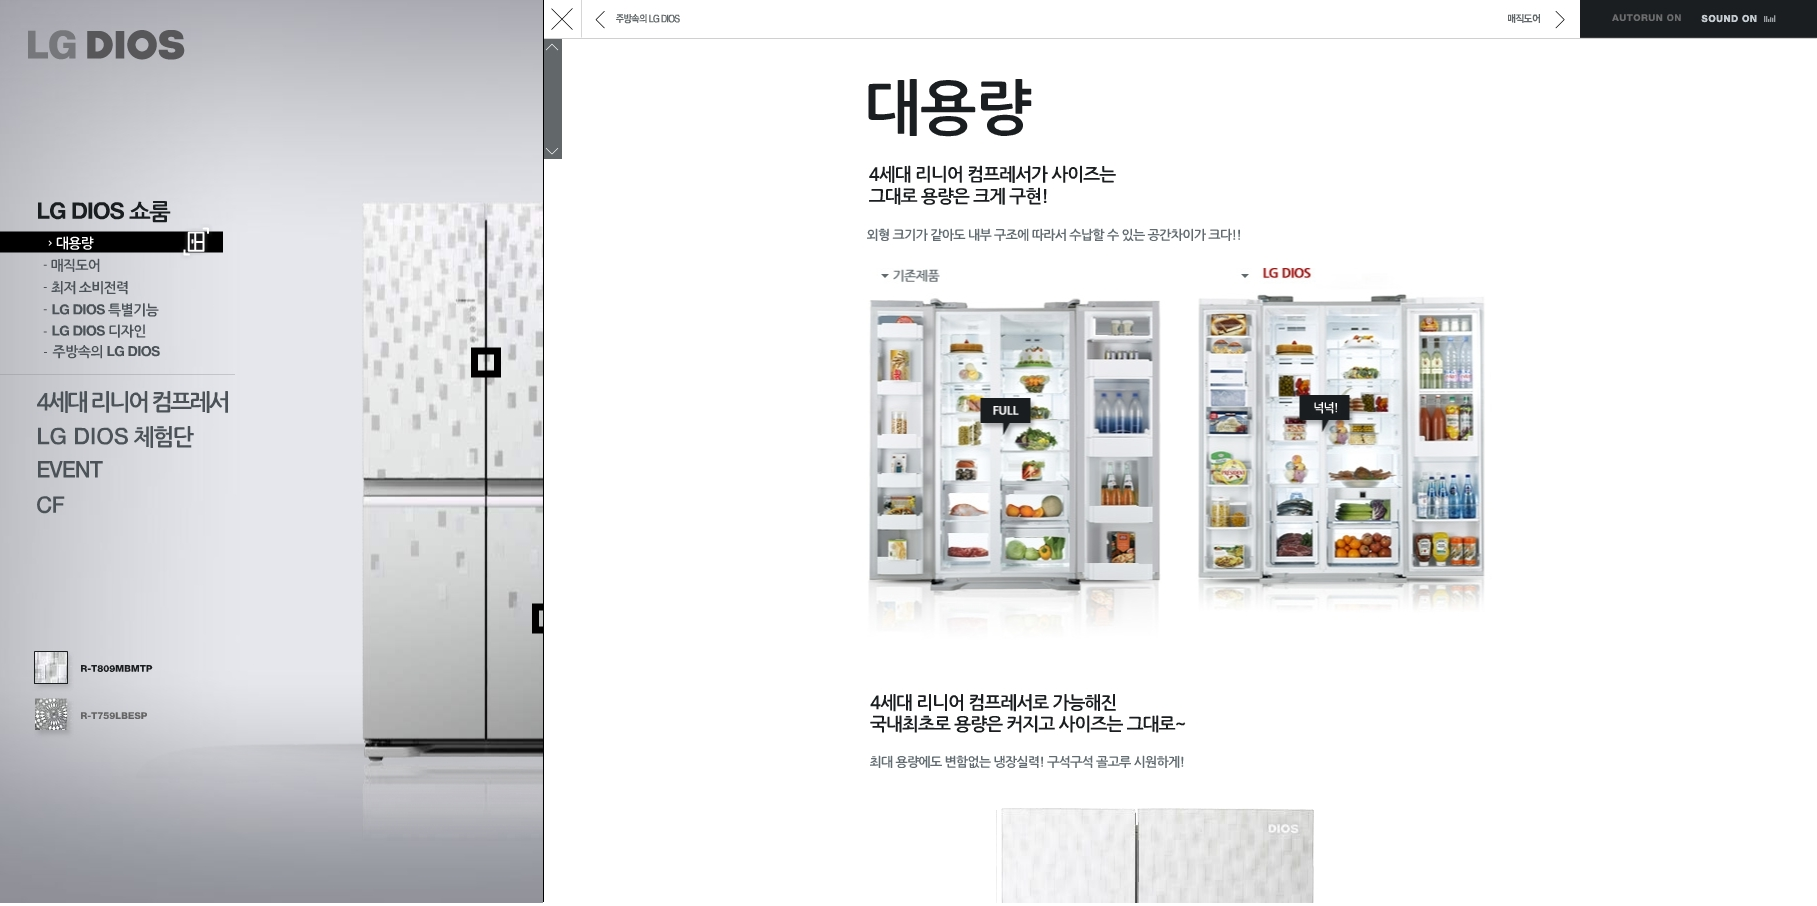 LG DIOS
LG DIOS 쇼룸
› 대용량
- 매직도어
- 최저 소비전력
- LG DIOS 특별기능
- LG DIOS 디자인
- 주방속의 LG DIOS
4세대 리니어 컴프레서
LG DIOS 체험단
EVENT
CF
R-T809MBMTP
R-T759LBESP
주방속의 LG DIOS
매직도어
AUTORUN ON
SOUND ON
대용량
4세대 리니어 컴프레서가 사이즈는
그대로 용량은 크게 구현!
외형 크기가 같아도 내부 구조에 따라서 수납할 수 있는 공간차이가 크다!!
기존제품
LG DIOS
FULL
넉넉!
4세대 리니어 컴프레서로 가능해진
국내최초로 용량은 커지고 사이즈는 그대로~
최대 용량에도 변함없는 냉장실력! 구석구석 골고루 시원하게!
DIOS